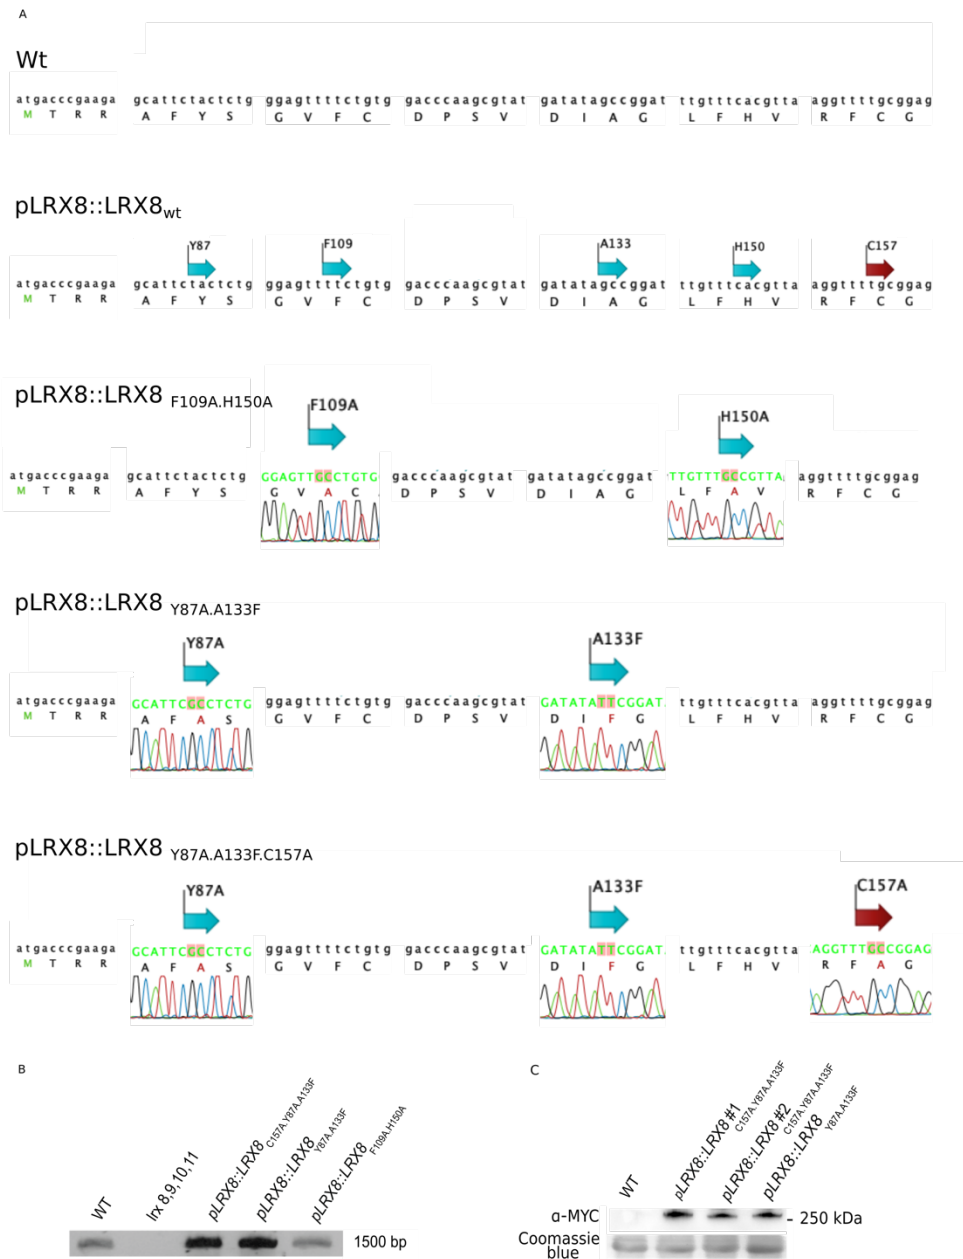 A
Wt
atgacccgaaga gcattctactctg ggagttttctgtg gacccaagcgtat gatatagccggat ttgtttcacgtta aggttttgcggag
M T R R A F Y S G V F C D P S V D I A G L F H V R F C G
pLRX8::LRX8wt
Y87 F109 A133 H150 C157
atgacccgaaga gcattctactctg ggagttttctgtg gacccaagcgtat gatatagccggat ttgtttcacgtta aggttttgcggag
M T R R A F Y S G V F C D P S V D I A G L F H V R F C G
pLRX8::LRX8 F109A.H150A
F109A H150A
atgacccgaaga gcattctactctg GGAGTTGCCTGTG gacccaagcgtat gatatagccggat TTGTTTGCCGTTA aggttttgcggag
M T R R A F Y S G V A C D P S V D I A G L F A V R F C G
pLRX8::LRX8 Y87A.A133F
Y87A A133F
atgacccgaaga GCATTCGCCTCTG ggagttttctgtg gacccaagcgtat GATATATTCGGAT ttgtttcacgtta aggttttgcggag
M T R R A F A S G V F C D P S V D I F G L F H V R F C G
pLRX8::LRX8 Y87A.A133F.C157A
Y87A A133F C157A
atgacccgaaga GCATTCGCCTCTG ggagttttctgtg gacccaagcgtat GATATATTCGGAT ttgtttcacgtta AGGTTTGCCGGAG
M T R R A F A S G V F C D P S V D I F G L F H V R F A G
B
WT
lrx 8,9,10,11
pLRX8::LRX8 C157A.Y87A.A133F
pLRX8::LRX8 Y87A.A133F
pLRX8::LRX8 F109A.H150A
1500 bp
C
WT
pLRX8::LRX8 #1 C157A.Y87A.A133F
pLRX8::LRX8 #2 C157A.Y87A.A133F
pLRX8::LRX8 Y87A.A133F
α-MYC
- 250 kDa
Coomassie
blue